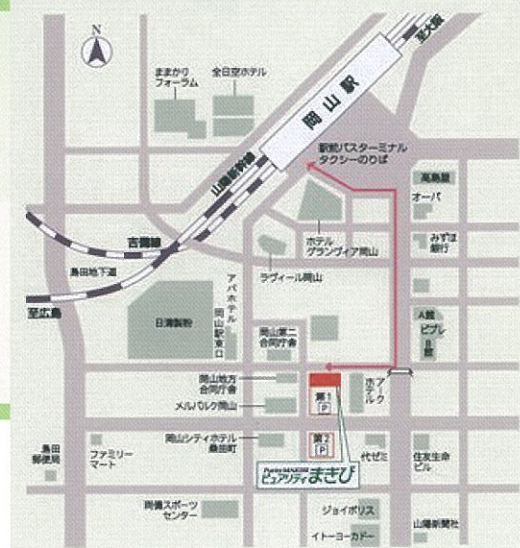 N
至大阪
ままかり
フォーラム
全日空ホテル
岡山駅
駅前バスターミナル
タクシーのりば
山陽新幹線
高島屋
オーパ
吉備線
ホテル
グランヴィア岡山
みずほ
銀行
島田地下道
ラヴィール岡山
至広島
日清製粉
アパホテル
岡山駅東口
岡山第二
合同庁舎
A館
ビブレ
B館
岡山地方
合同庁舎
メルパルク岡山
第1
P
ホテル
アーク
岡山シティホテル
桑田町
第2
P
島田
郵便局
ファミリー
マート
代ゼミ
住友生命
ビル
Purity MAKIBI
ピュアリティまきび
両備スポーツ
センター
ジョイポリス
イトーヨーカドー
山陽新聞社